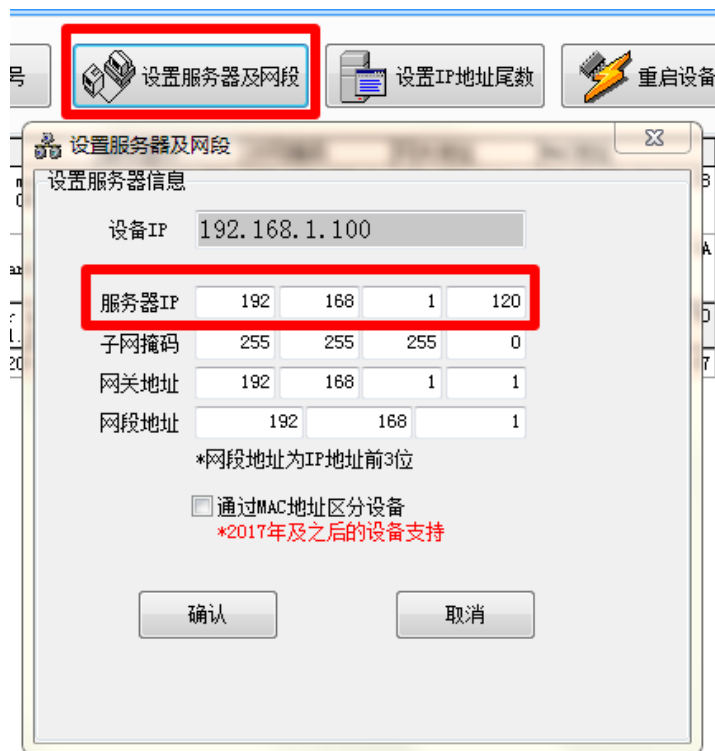 号 设置服务器及网段 设置IP地址尾数 重启设备
设置服务器及网段
设置服务器信息
设备IP 192.168.1.100
服务器IP 192 168 1 120
子网掩码 255 255 255 0
网关地址 192 168 1 1
网段地址 192 168 1
*网段地址为IP地址前3位
通过MAC地址区分设备
*2017年及之后的设备支持
确认 取消